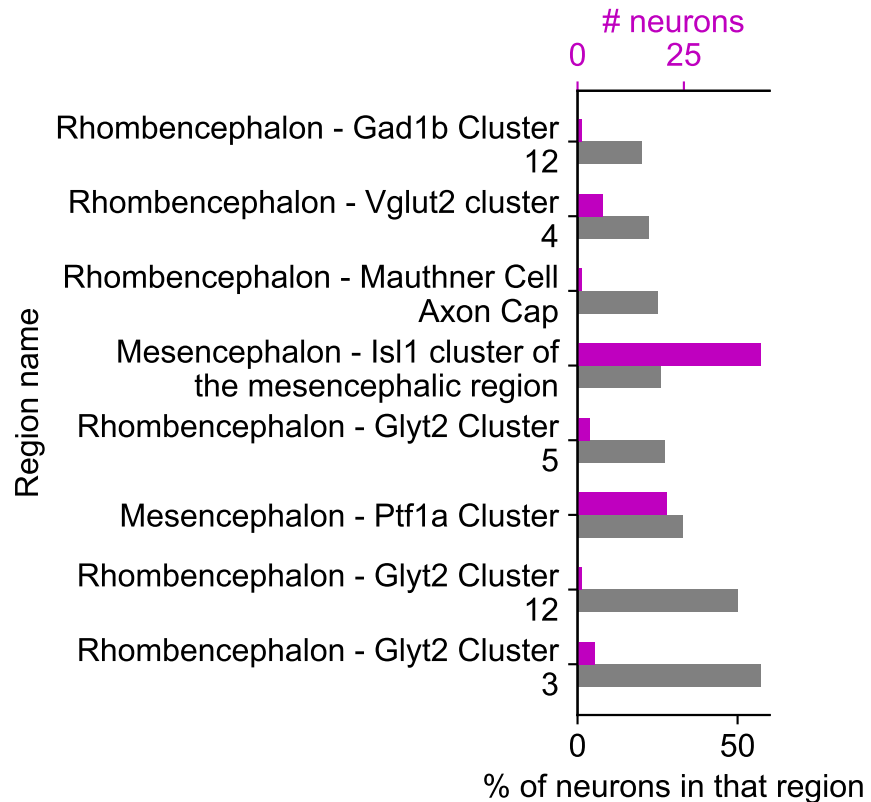 # neurons
0 25
Rhombencephalon - Gad1b Cluster
12
Rhombencephalon - Vglut2 cluster
4
Rhombencephalon - Mauthner Cell
Axon Cap
Mesencephalon - Isl1 cluster of
the mesencephalic region
Rhombencephalon - Glyt2 Cluster
5
Mesencephalon - Ptf1a Cluster
Rhombencephalon - Glyt2 Cluster
12
Rhombencephalon - Glyt2 Cluster
3
Region name
0 50
% of neurons in that region